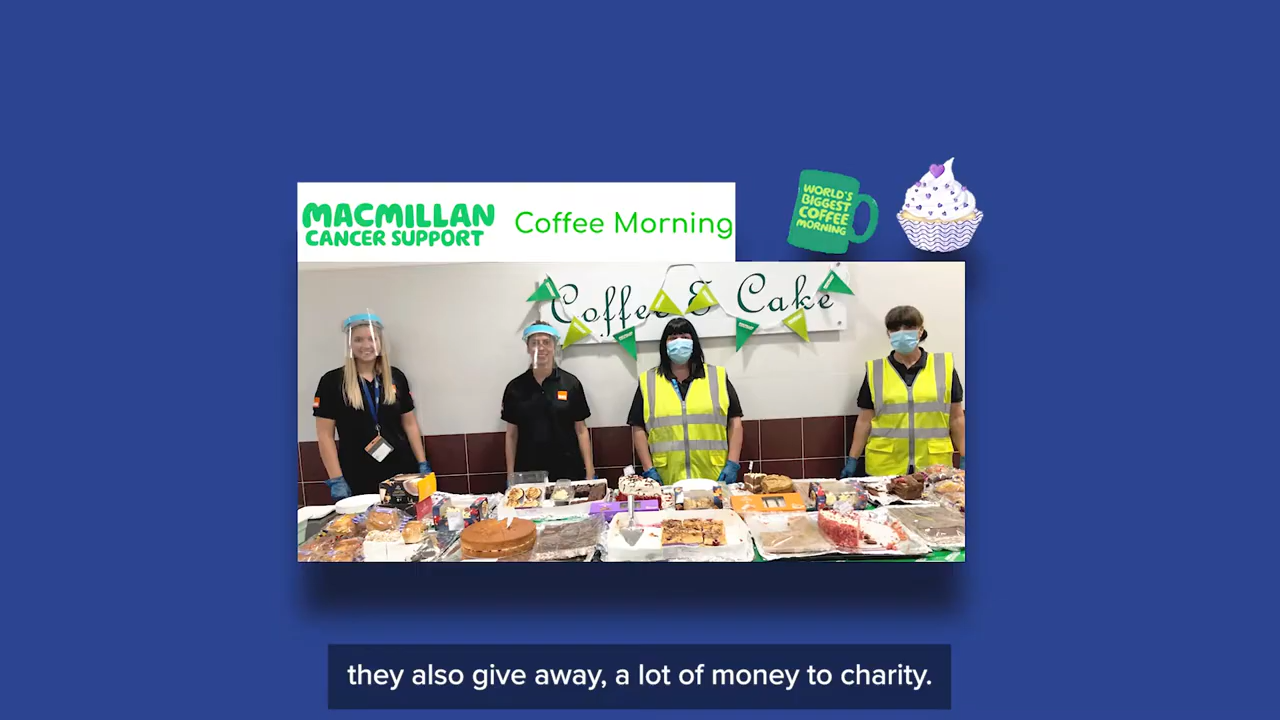 MACMILLAN
CANCER SUPPORT
Coffee Morning
WORLD'S
BIGGEST
COFFEE
MORNING
Coffee & Cake
they also give away, a lot of money to charity.